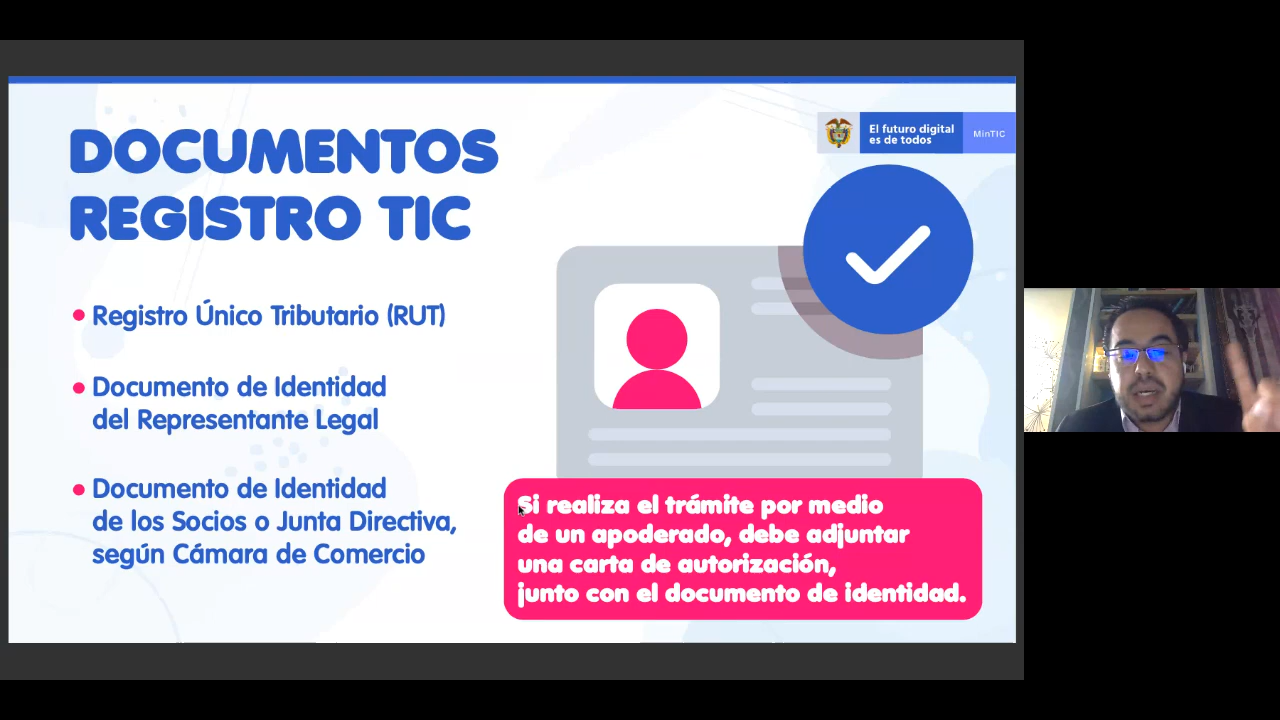 DOCUMENTOS
REGISTRO TIC
El futuro digital
es de todos
MinTIC
Registro Único Tributario (RUT)
Documento de Identidad
del Representante Legal
Documento de Identidad
de los Socios o Junta Directiva,
según Cámara de Comercio
Si realiza el trámite por medio
de un apoderado, debe adjuntar
una carta de autorización,
junto con el documento de identidad.